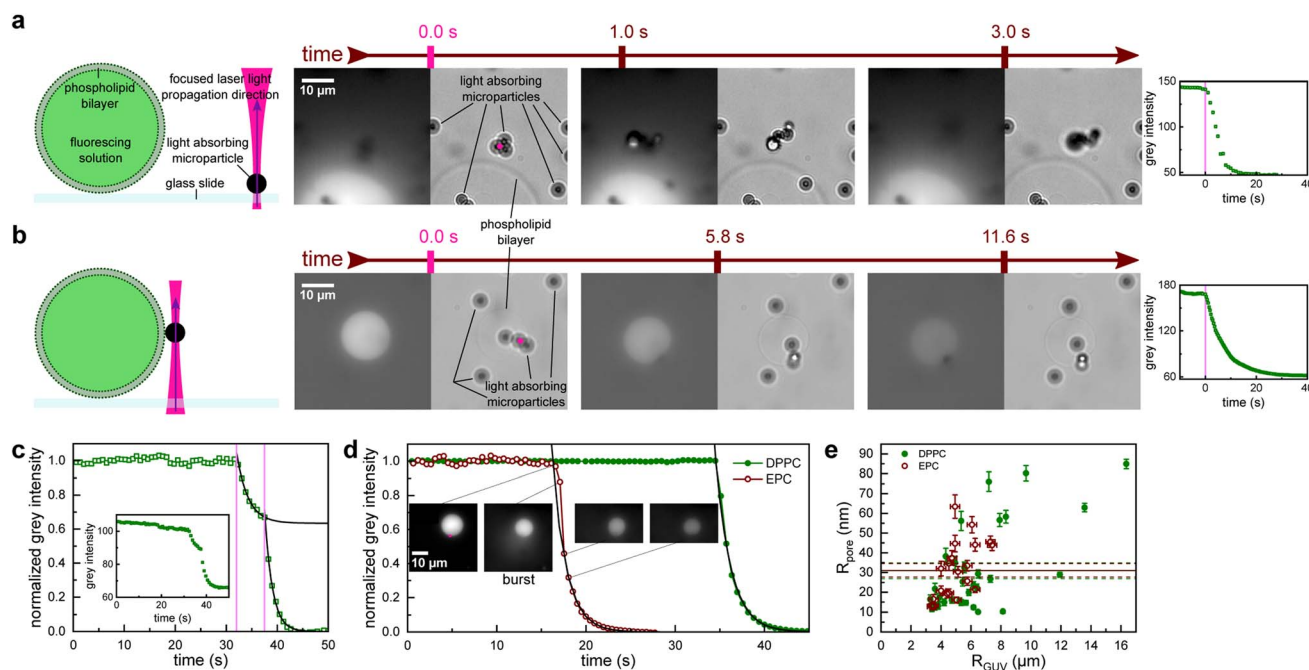 a
time
0.0 s
1.0 s
3.0 s
phospholipid
bilayer
focused laser light
propagation direction
fluorescing
solution
light absorbing
microparticle
glass slide
10 µm
light absorbing
microparticles
grey intensity
150
100
50
0
20
40
time (s)
b
time
0.0 s
phospholipid
bilayer
5.8 s
11.6 s
10 µm
light absorbing
microparticles
grey intensity
180
120
60
0
20
40
time (s)
c
normalized grey intensity
1.0
0.8
0.6
0.4
0.2
0.0
0
10
20
30
40
50
time (s)
grey intensity
100
80
60
0
20
40
time (s)
d
normalized grey intensity
1.0
0.8
0.6
0.4
0.2
0.0
0
10
20
30
40
time (s)
DPPC
EPC
10 µm
burst
e
R_pore (nm)
90
80
70
60
50
40
30
20
10
0
0
2
4
6
8
10
12
14
16
R_GUV (µm)
DPPC
EPC